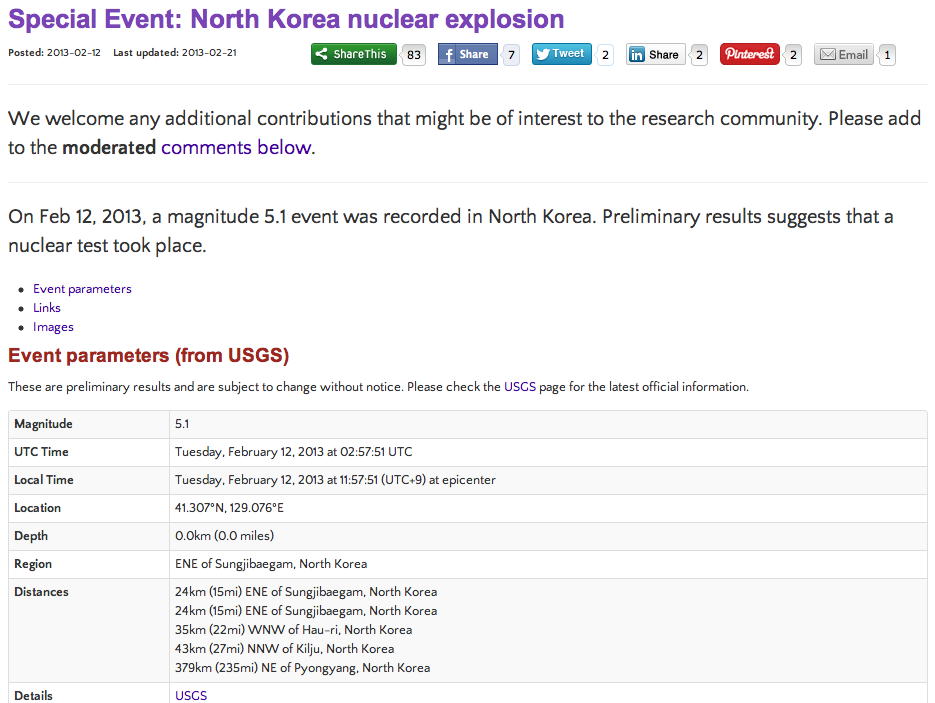 Special Event: North Korea nuclear explosion
Posted: 2013-02-12 Last updated: 2013-02-21
ShareThis 83 Share 7 Tweet 2 Share 2 Pinterest 2 Email 1
We welcome any additional contributions that might be of interest to the research community. Please add
to the moderated comments below.
On Feb 12, 2013, a magnitude 5.1 event was recorded in North Korea. Preliminary results suggests that a
nuclear test took place.
Event parameters
Links
Images
Event parameters (from USGS)
These are preliminary results and are subject to change without notice. Please check the USGS page for the latest official information.
Magnitude 5.1
UTC Time Tuesday, February 12, 2013 at 02:57:51 UTC
Local Time Tuesday, February 12, 2013 at 11:57:51 (UTC+9) at epicenter
Location 41.307°N, 129.076°E
Depth 0.0km (0.0 miles)
Region ENE of Sungjibaegam, North Korea
Distances 24km (15mi) ENE of Sungjibaegam, North Korea
24km (15mi) ENE of Sungjibaegam, North Korea
35km (22mi) WNW of Hau-ri, North Korea
43km (27mi) NNW of Kilju, North Korea
379km (235mi) NE of Pyongyang, North Korea
Details USGS